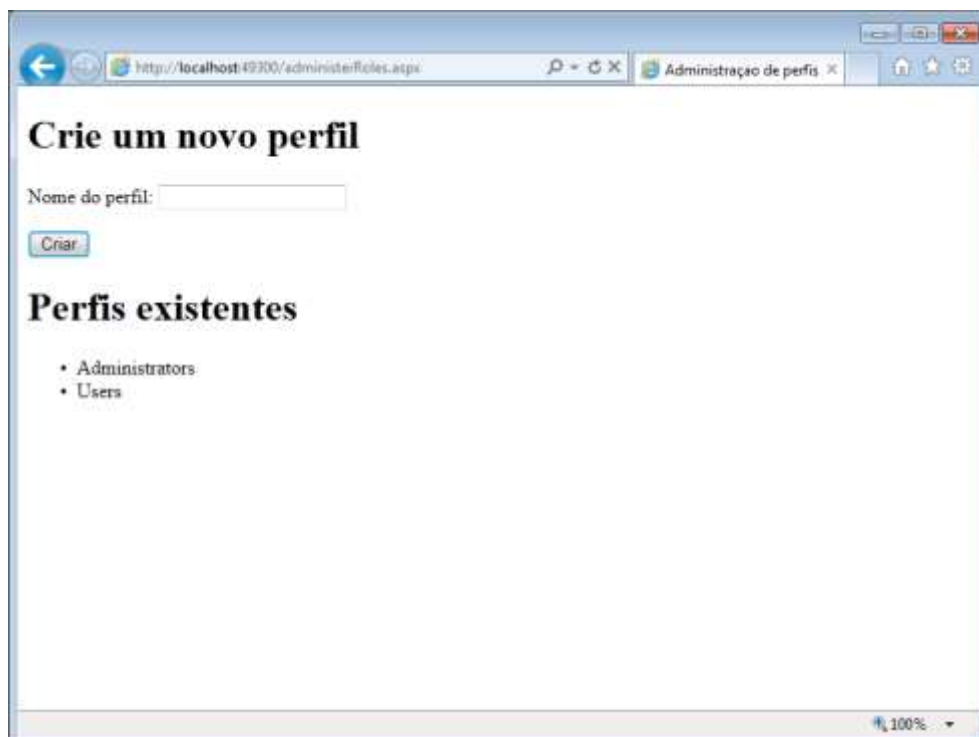 http://localhost:49300/administerRoles.aspx
Administraçao de perfis
Crie um novo perfil
Nome do perfil:
Criar
Perfis existentes
• Administrators
• Users
100%